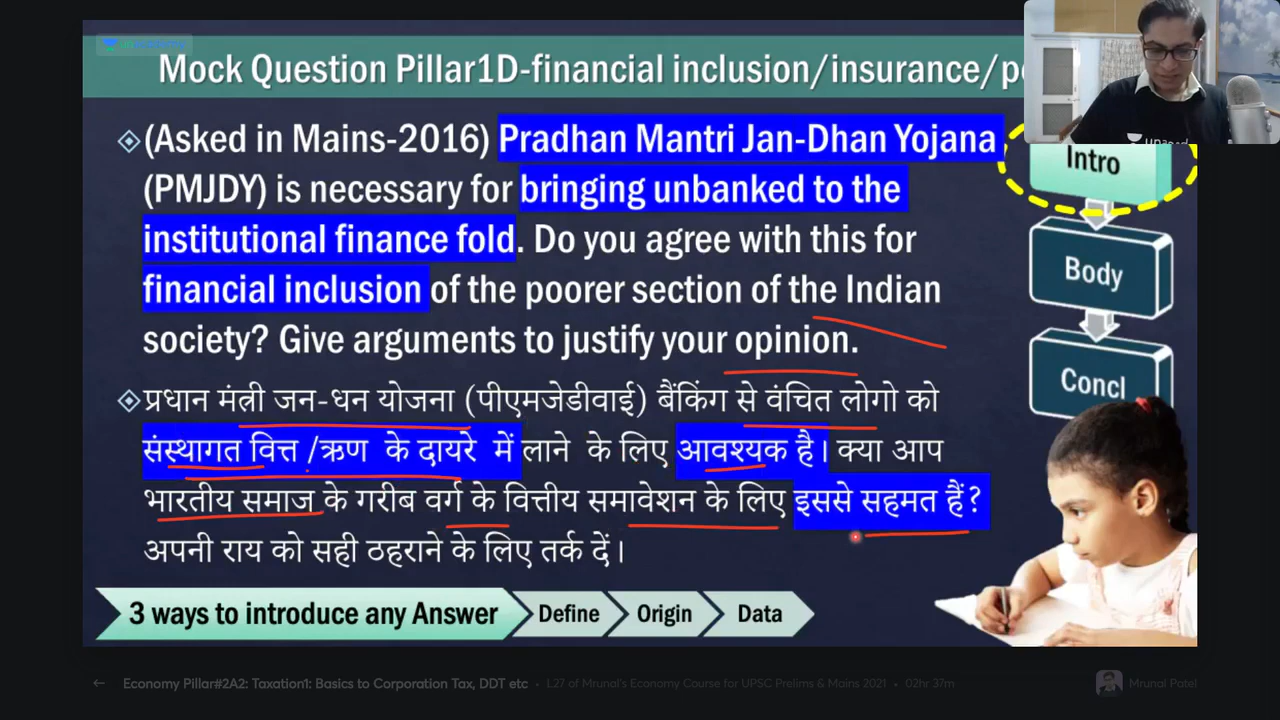 Mock Question Pillar1D-financial inclusion/insurance/
(Asked in Mains-2016) Pradhan Mantri Jan-Dhan Yojana
(PMJDY) is necessary for bringing unbanked to the
institutional finance fold. Do you agree with this for
financial inclusion of the poorer section of the Indian
society? Give arguments to justify your opinion.
प्रधान मंत्री जन-धन योजना (पीएमजेडीवाई) बैंकिंग से वंचित लोगो को
संस्थागत वित्त /ऋण के दायरे में लाने के लिए आवश्यक है। क्या आप
भारतीय समाज के गरीब वर्ग के वित्तीय समावेशन के लिए इससे सहमत हैं?
अपनी राय को सही ठहराने के लिए तर्क दें।
3 ways to introduce any Answer
Define
Origin
Data
Intro
Body
Concl
← Economy Pillar#2A2: Taxation1: Basics to Corporation Tax, DDT etc • L27 of Mrunal's Economy Course for UPSC Prelims & Mains 2021 • 02hr 37m
Mrunal Patel